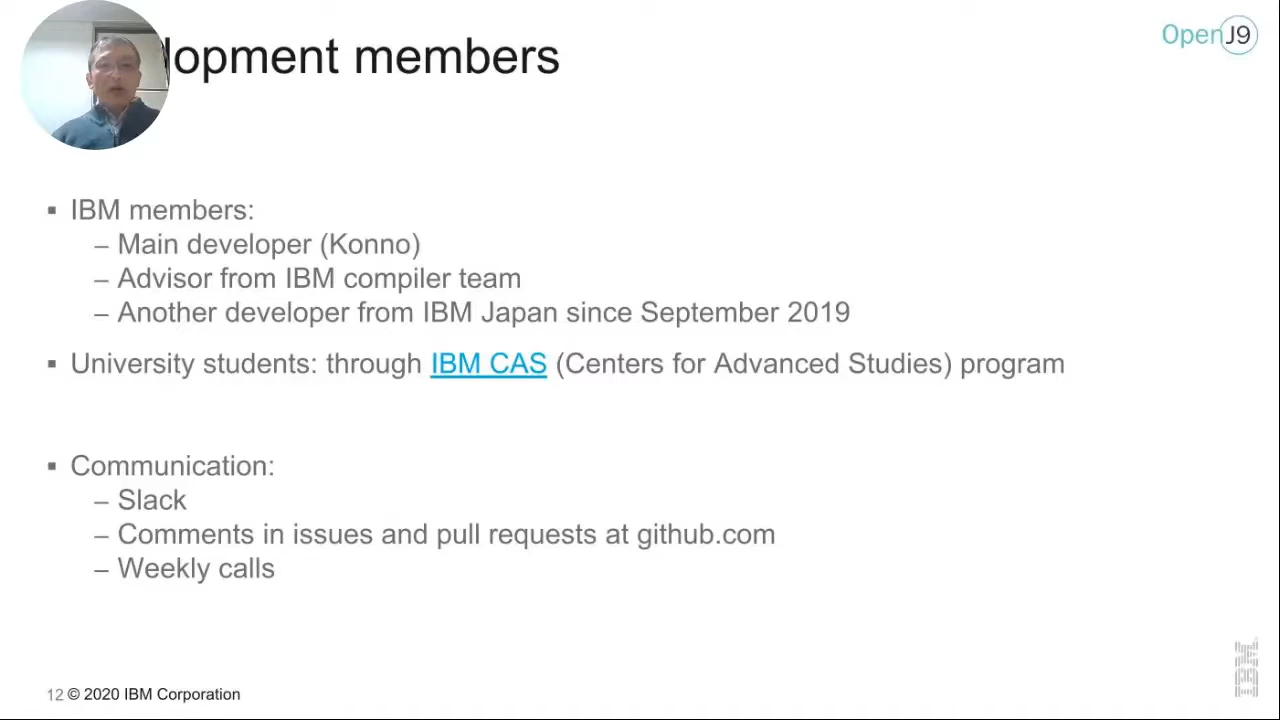 lopment members
OpenJ9
▪ IBM members:
– Main developer (Konno)
– Advisor from IBM compiler team
– Another developer from IBM Japan since September 2019
▪ University students: through IBM CAS (Centers for Advanced Studies) program
▪ Communication:
– Slack
– Comments in issues and pull requests at github.com
– Weekly calls
12 © 2020 IBM Corporation
IBM